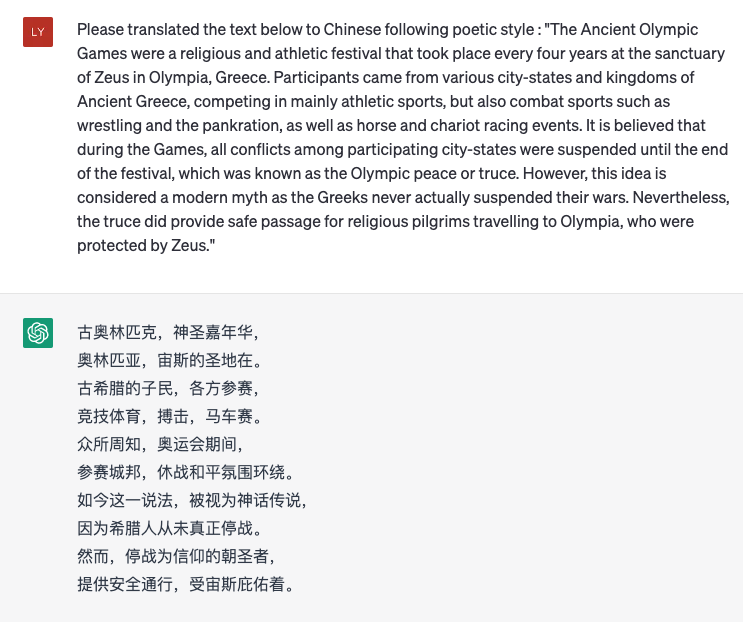 LY
Please translated the text below to Chinese following poetic style : "The Ancient Olympic
Games were a religious and athletic festival that took place every four years at the sanctuary
of Zeus in Olympia, Greece. Participants came from various city-states and kingdoms of
Ancient Greece, competing in mainly athletic sports, but also combat sports such as
wrestling and the pankration, as well as horse and chariot racing events. It is believed that
during the Games, all conflicts among participating city-states were suspended until the end
of the festival, which was known as the Olympic peace or truce. However, this idea is
considered a modern myth as the Greeks never actually suspended their wars. Nevertheless,
the truce did provide safe passage for religious pilgrims travelling to Olympia, who were
protected by Zeus."
古奥林匹克，神圣嘉年华，
奥林匹亚，宙斯的圣地在。
古希腊的子民，各方参赛，
竞技体育，搏击，马车赛。
众所周知，奥运会期间，
参赛城邦，休战和平氛围环绕。
如今这一说法，被视为神话传说，
因为希腊人从未真正停战。
然而，停战为信仰的朝圣者，
提供安全通行，受宙斯庇佑着。